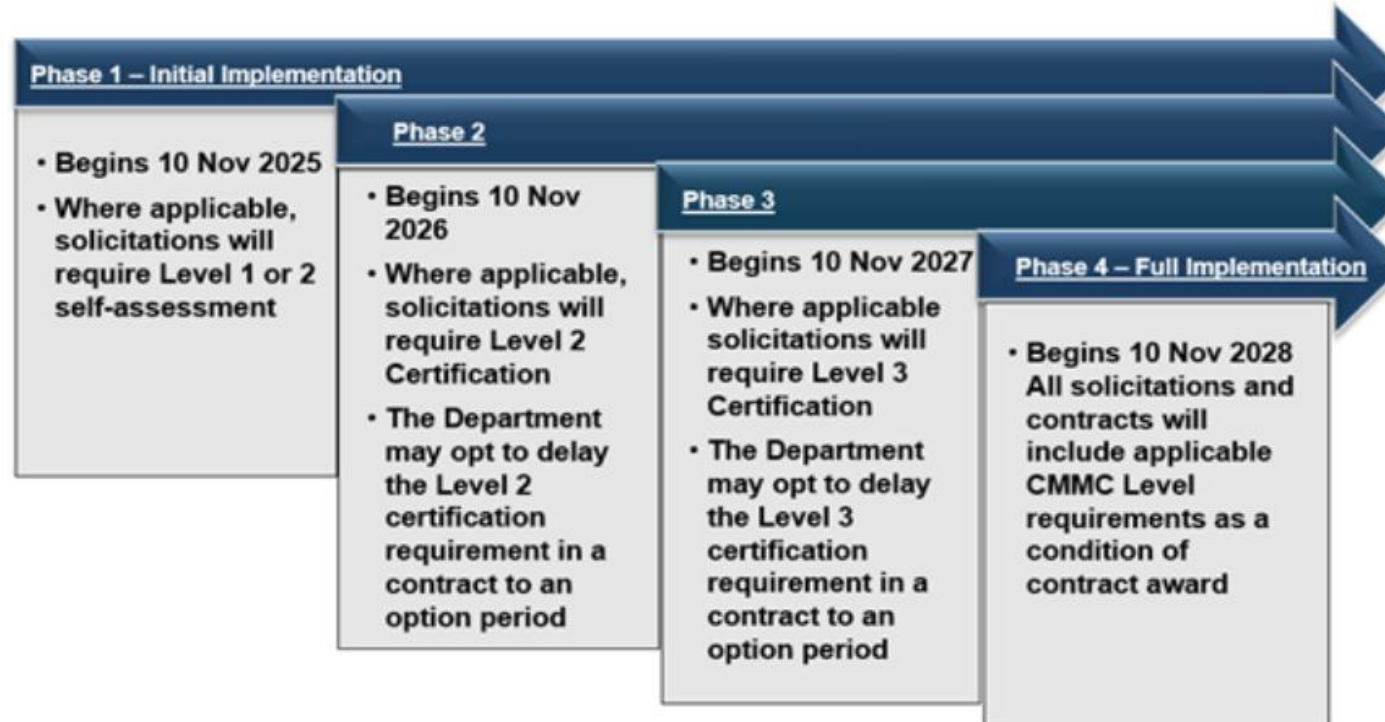 Phase 1 – Initial Implementation
• Begins 10 Nov 2025
• Where applicable,
solicitations will
require Level 1 or 2
self-assessment
Phase 2
• Begins 10 Nov
2026
• Where applicable,
solicitations will
require Level 2
Certification
• The Department
may opt to delay
the Level 2
certification
requirement in a
contract to an
option period
Phase 3
• Begins 10 Nov 2027
• Where applicable
solicitations will
require Level 3
Certification
• The Department
may opt to delay
the Level 3
certification
requirement in a
contract to an
option period
Phase 4 – Full Implementation
• Begins 10 Nov 2028
All solicitations and
contracts will
include applicable
CMMC Level
requirements as a
condition of
contract award